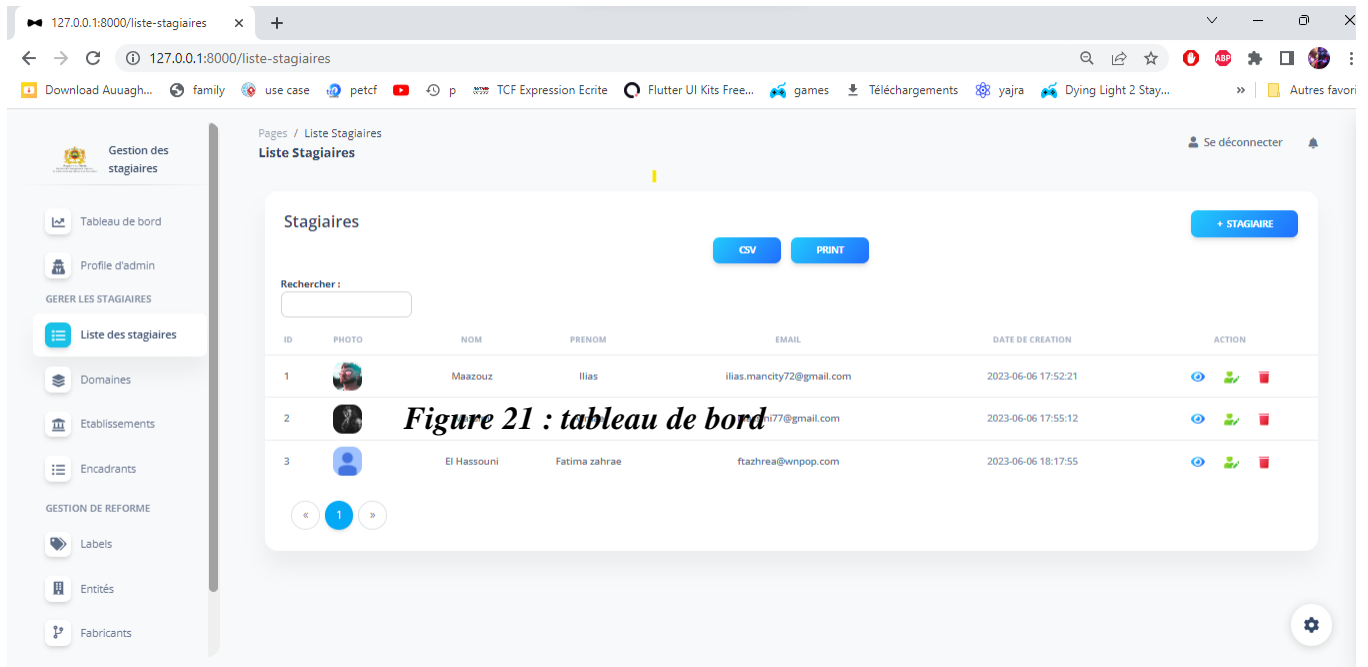 127.0.0.1:8000/liste-stagiaires
127.0.0.1:8000/liste-stagiaires
ABP
Download Auuagh... family use case petcf p TCF Expression Ecrite Flutter UI Kits Free... games Téléchargements yajra Dying Light 2 Stay... » Autres favori
Gestion des
stagiaires
Pages / Liste Stagiaires
Liste Stagiaires
Se déconnecter
Tableau de bord
Profile d'admin
GERER LES STAGIAIRES
Liste des stagiaires
Domaines
Etablissements
Encadrants
GESTION DE REFORME
Labels
Entités
Fabricants
Stagiaires
+ STAGIAIRE
CSV PRINT
Rechercher :
ID PHOTO NOM PRENOM EMAIL DATE DE CREATION ACTION
1 Maazouz Ilias ilias.mancity72@gmail.com 2023-06-06 17:52:21
2 i77@gmail.com 2023-06-06 17:55:12
Figure 21 : tableau de bord
3 El Hassouni Fatima zahrae ftazhrea@wnpop.com 2023-06-06 18:17:55
« 1 »